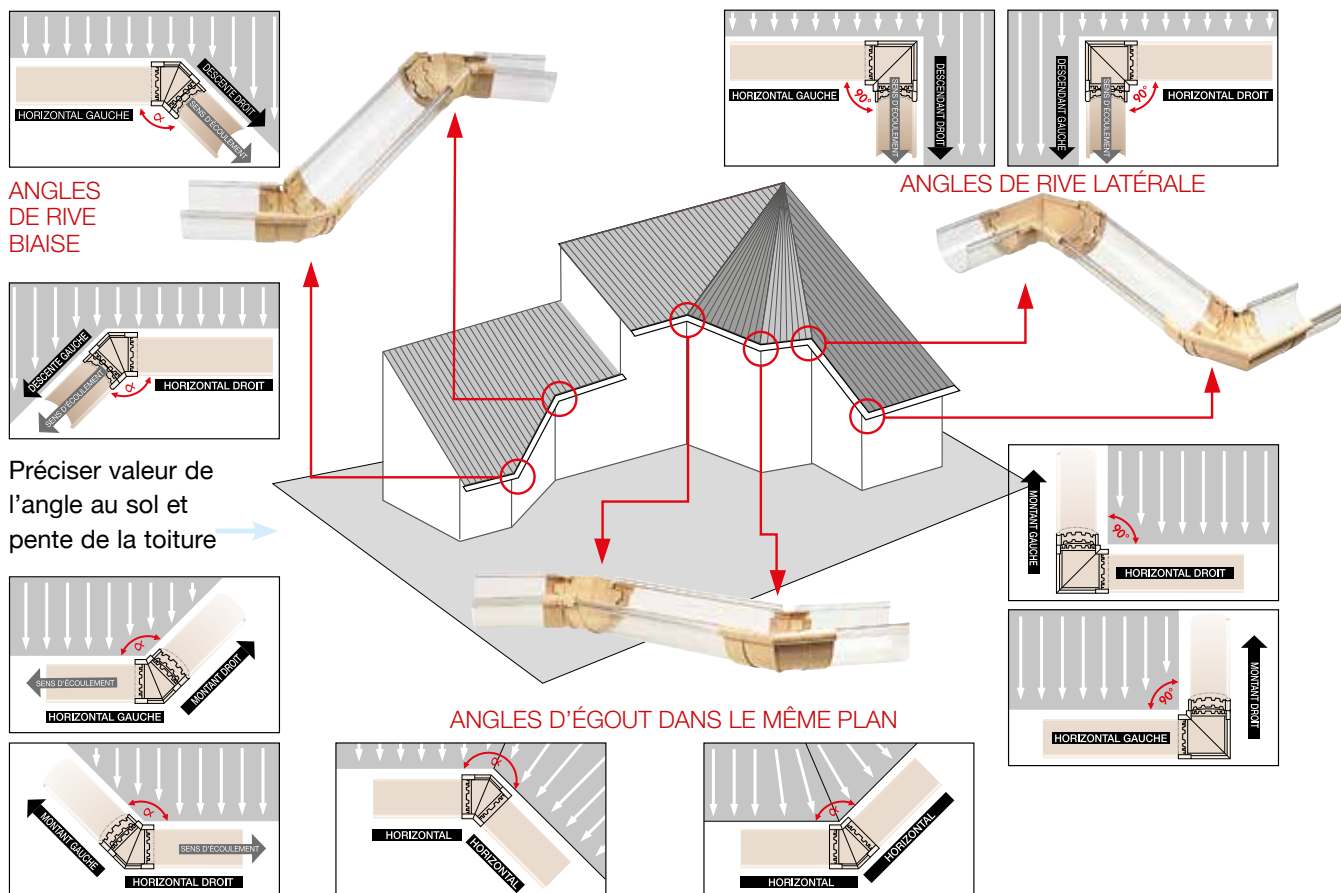 HORIZONTAL GAUCHE
α
DESCENTE DROIT
SENS D'ÉCOULEMENT
ANGLES
DE RIVE
BIAISE
DESCENTE GAUCHE
SENS D'ÉCOULEMENT
α
HORIZONTAL DROIT
Préciser valeur de
l'angle au sol et
pente de la toiture
α
SENS D'ÉCOULEMENT
MONTANT DROIT
HORIZONTAL GAUCHE
α
MONTANT GAUCHE
SENS D'ÉCOULEMENT
HORIZONTAL DROIT
HORIZONTAL GAUCHE
90°
SENS D'ÉCOULEMENT
DESCENDANT DROIT
DESCENDANT GAUCHE
SENS D'ÉCOULEMENT
90°
HORIZONTAL DROIT
ANGLES DE RIVE LATÉRALE
MONTANT GAUCHE
90°
HORIZONTAL DROIT
90°
HORIZONTAL GAUCHE
MONTANT DROIT
ANGLES D'ÉGOUT DANS LE MÊME PLAN
α
HORIZONTAL
HORIZONTAL
α
HORIZONTAL
HORIZONTAL